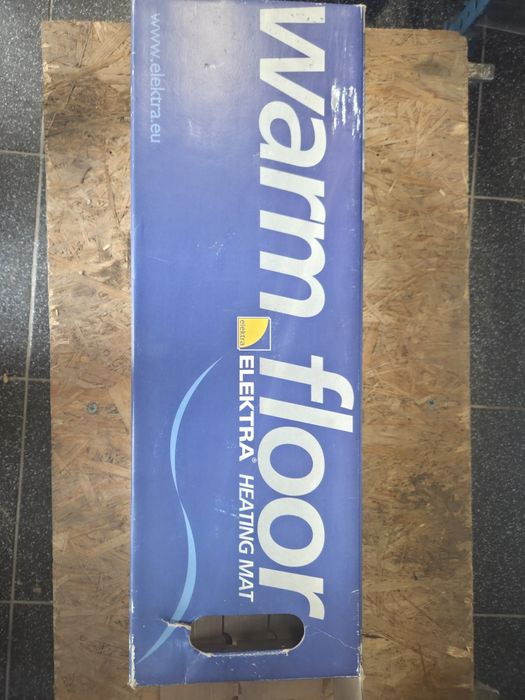 warm floor
elektra
ELEKTRA® HEATING MAT
www.elektra.eu